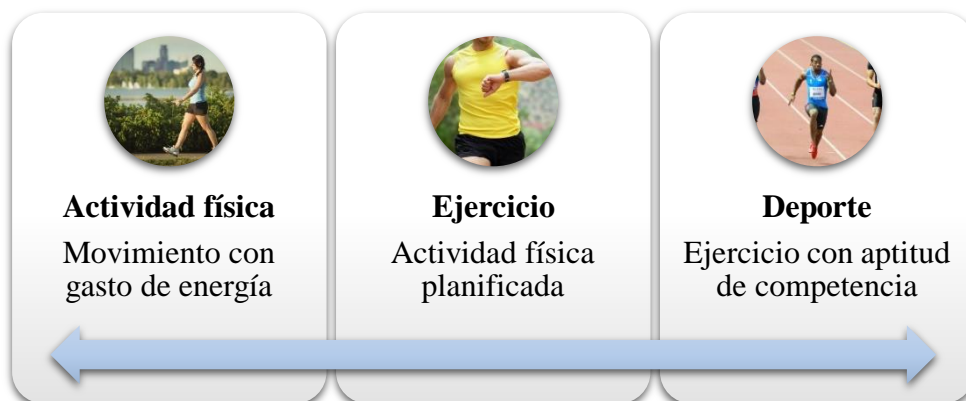 Actividad física
Movimiento con
gasto de energía
Ejercicio
Actividad física
planificada
Deporte
Ejercicio con aptitud
de competencia